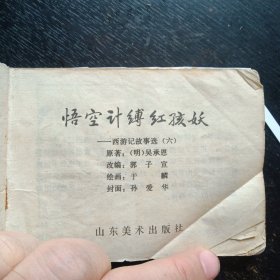 悟空计缚红孩妖
——西游记故事选（六）
原著：（明）吴承恩
改编：郭子宣
绘画：于麟
封面：孙爱华
山东美术出版社